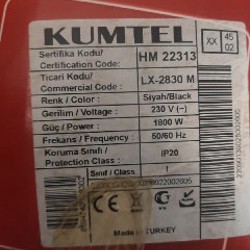 KUMTEL
XX 45 02
Sertifika Kodu/ Certification Code: HM 22313
Ticari Kodu/ Commercial Code: LX-2830 M
Renk / Color: Siyah/Black
Gerilim / Voltage: 230 V (~)
Güç / Power: 1800 W
Frekans / Frequency: 50/60 Hz
Koruma Sınıfı / Protection Class: IP20
Sınıf / Class
Made in TURKEY